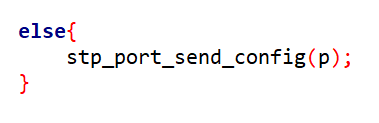 else{
    stp_port_send_config(p);
}